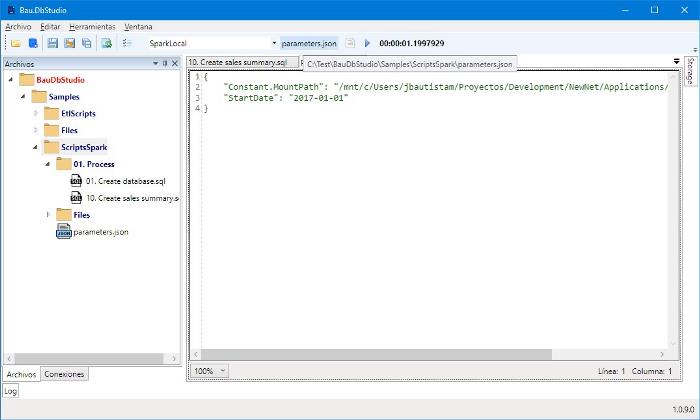 Bau.DbStudio
Archivo Editar Herramientas Ventana
SparkLocal parameters.json 00:00:01.1997929
Archivos
10. Create sales summary.sql
C:\Test\BauDbStudio\Samples\ScriptsSpark\parameters.json
Storage
BauDbStudio
Samples
EtlScripts
Files
ScriptsSpark
01. Process
01. Create database.sql
10. Create sales summary.s
Files
JSON parameters.json
1 {
2 "Constant.MountPath": "/mnt/c/Users/jbautistam/Proyectos/Development/NewNet/Applications/
3 "StartDate": "2017-01-01"
4 }
100% Línea: 1 Columna: 1
Archivos Conexiones
Log
1.0.9.0